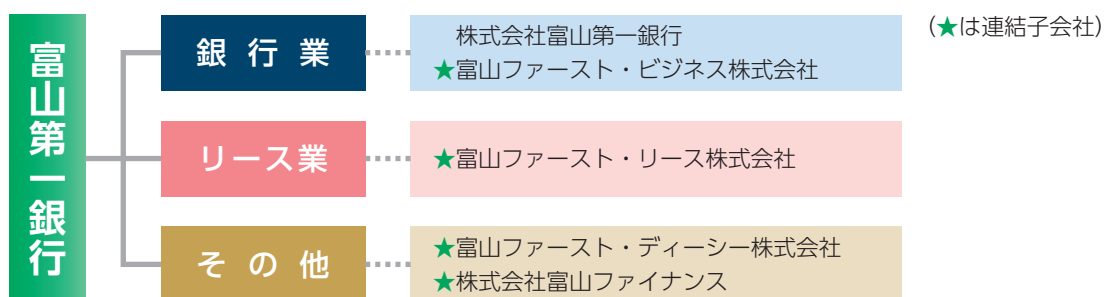 富山第一銀行
銀行業
株式会社富山第一銀行
★富山ファースト・ビジネス株式会社
(★は連結子会社)
リース業
★富山ファースト・リース株式会社
その他
★富山ファースト・ディーシー株式会社
★株式会社富山ファイナンス